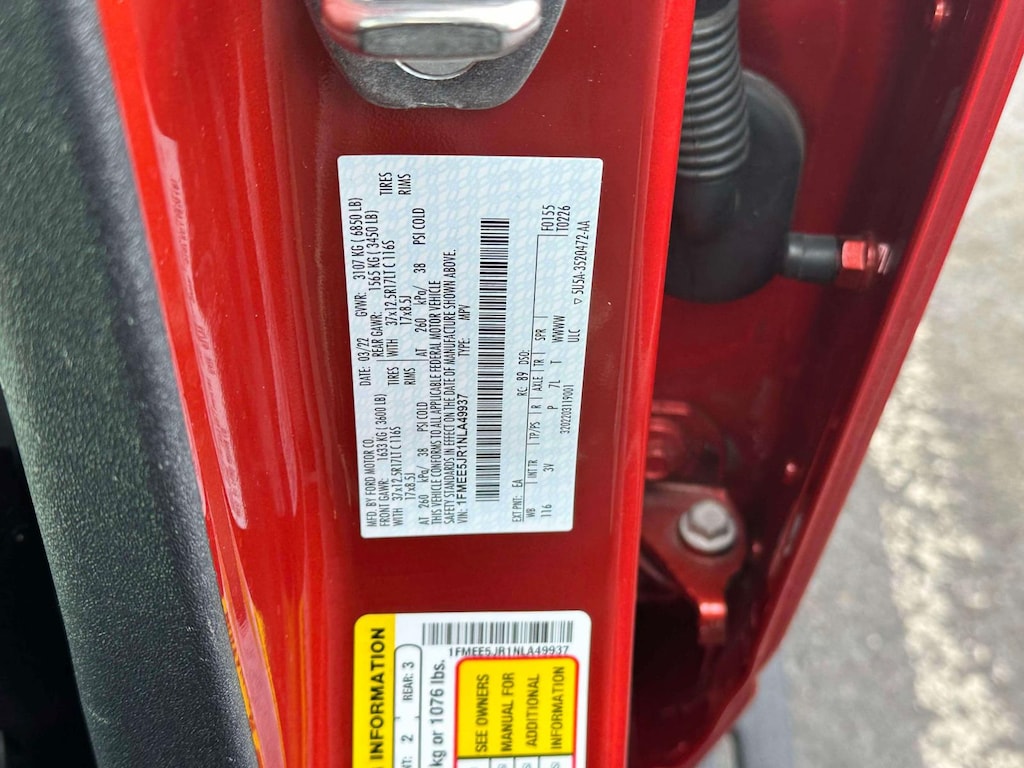 MFD. BY FORD MOTOR CO.
DATE: 03/22 GVWR: 3107 KG ( 6850 LB)
FRONT GAWR: 1633 KG ( 3600 LB) REAR GAWR: 1565 KG ( 3450 LB)
WITH 37x12.5R17LT C 116S TIRES WITH 37x12.5R17LT C 116S TIRES
17x8.5J RIMS 17x8.5J RIMS
AT 260 kPa/ 38 PSI COLD AT 260 kPa/ 38 PSI COLD
THIS VEHICLE CONFORMS TO ALL APPLICABLE FEDERAL MOTOR VEHICLE
SAFETY STANDARDS IN EFFECT ON THE DATE OF MANUFACTURE SHOWN ABOVE.
VIN: 1FMEE5JR1NLA49937 TYPE: MPV
F0155
T0226
EXT PNT: EA RC: 89 DSO:
WB INT TR TP/PS R AXLE TR SPR
116 3V P 7L T WWWW
3202203119001 ULC
▽ 5U5A-3520472-AA
1FMEE5JR1NLA49937
INFORMATION
2 REAR: 3
kg or 1076 lbs.
SEE OWNERS
MANUAL FOR
ADDITIONAL
INFORMATION